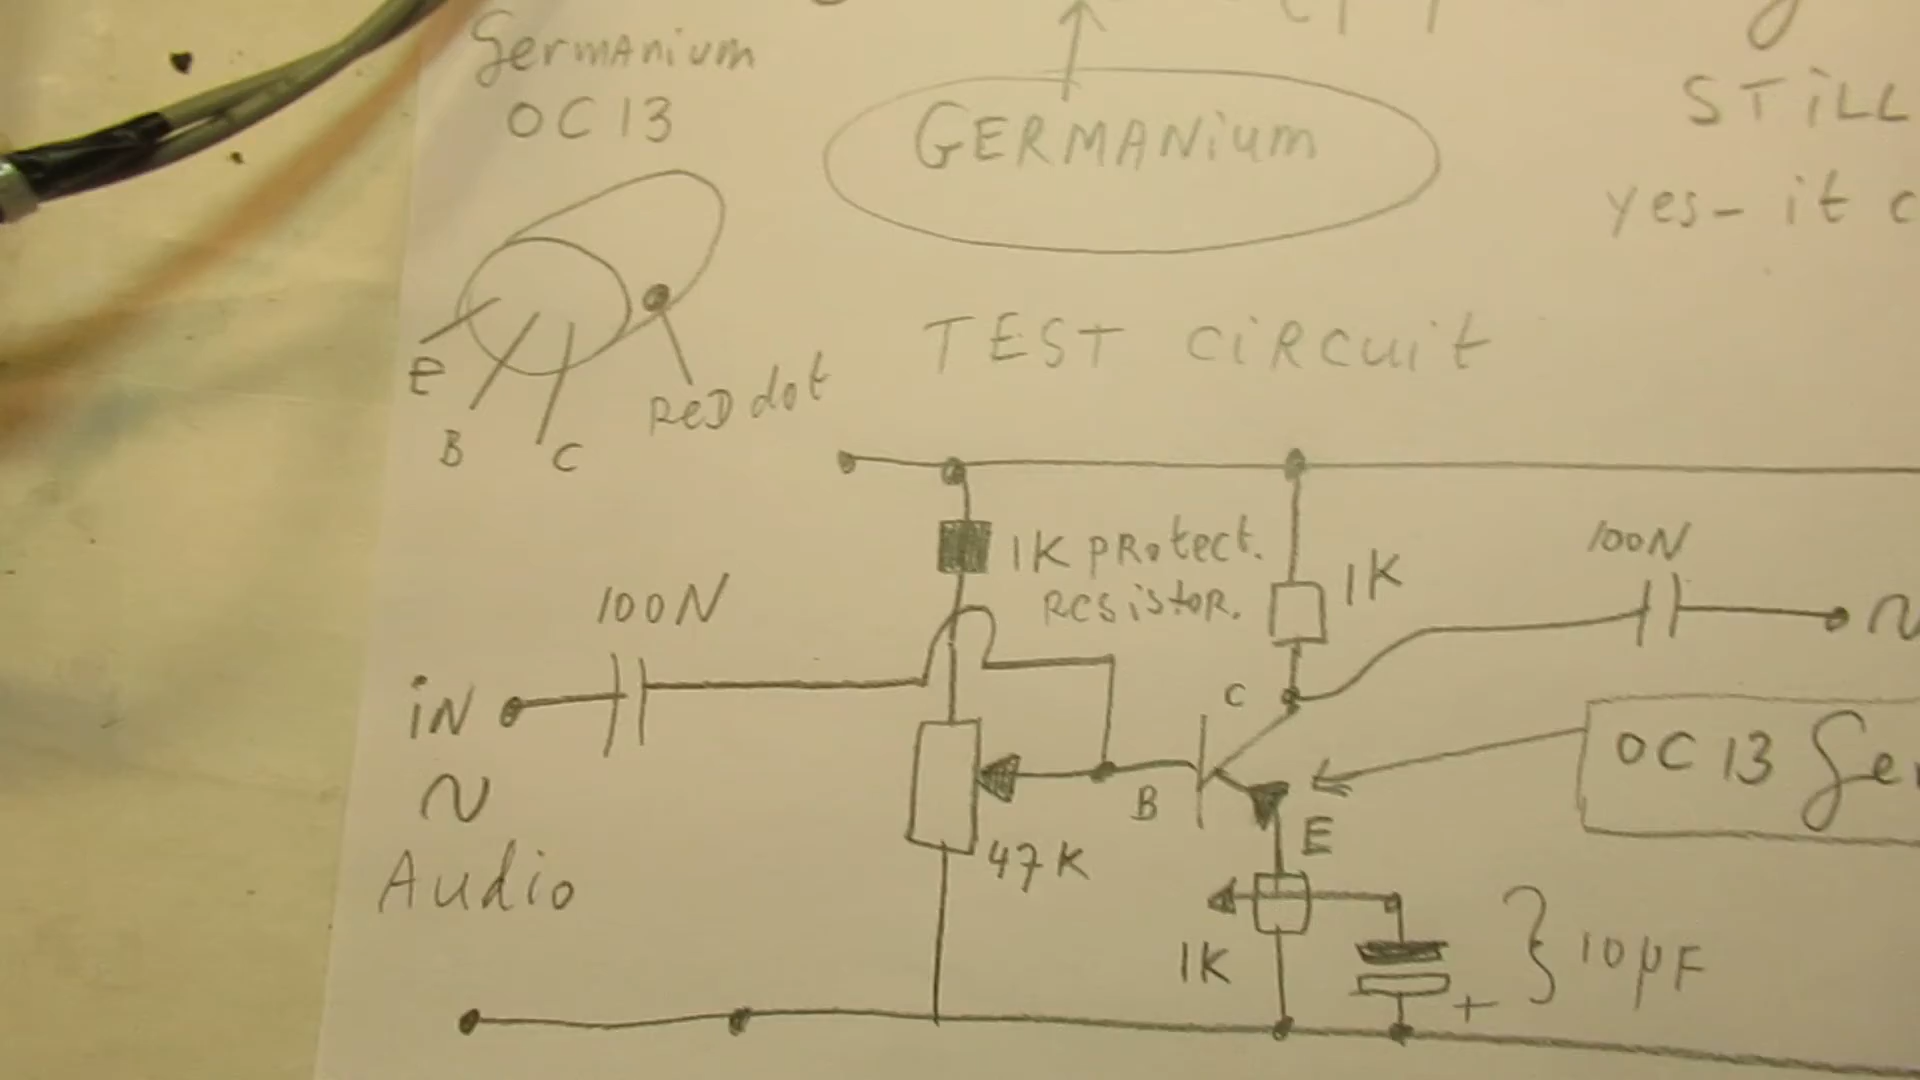 Germanium
OC13
GERMANium
STiLL
yes- it c
E
B
C
ReD dot
TEST CiRcuit
1K PRotect.
Resistor.
1K
100N
100N
iN
~
Audio
~
C
B
E
OC13 Ger
47K
1K
10µF
+